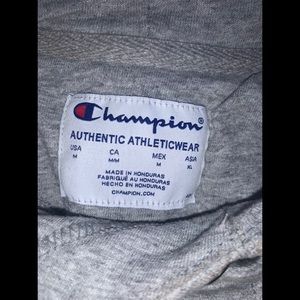 Champion®
AUTHENTIC ATHLETICWEAR
USA CA MEX ASIA
M M/M M XL
MADE IN HONDURAS
FABRIQUÉ AU HONDURAS
HECHO EN HONDURAS
CHAMPION.COM